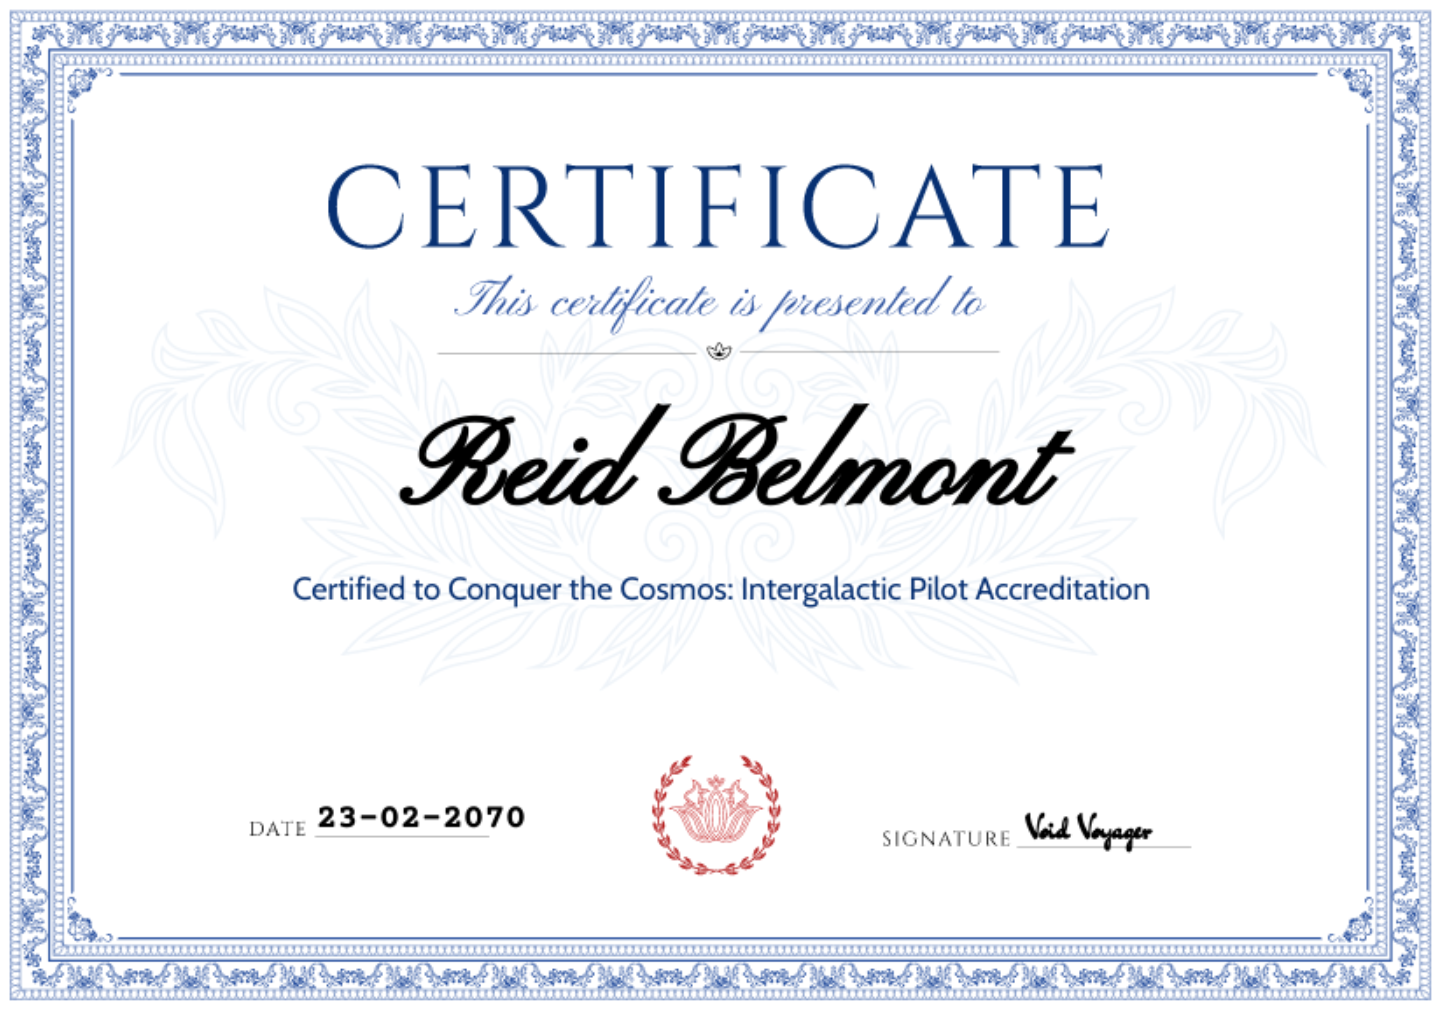 CERTIFICATE
This certificate is presented to
Reid Belmont
Certified to Conquer the Cosmos: Intergalactic Pilot Accreditation
DATE 23-02-2070
SIGNATURE Void Voyager